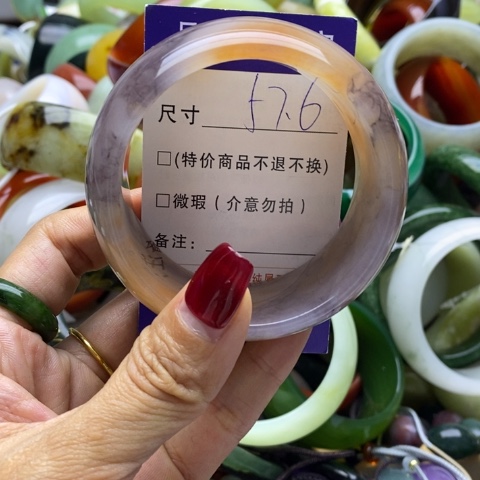 尺寸 57.6
□(特价商品不退不换)
□微瑕(介意勿拍)
备注: